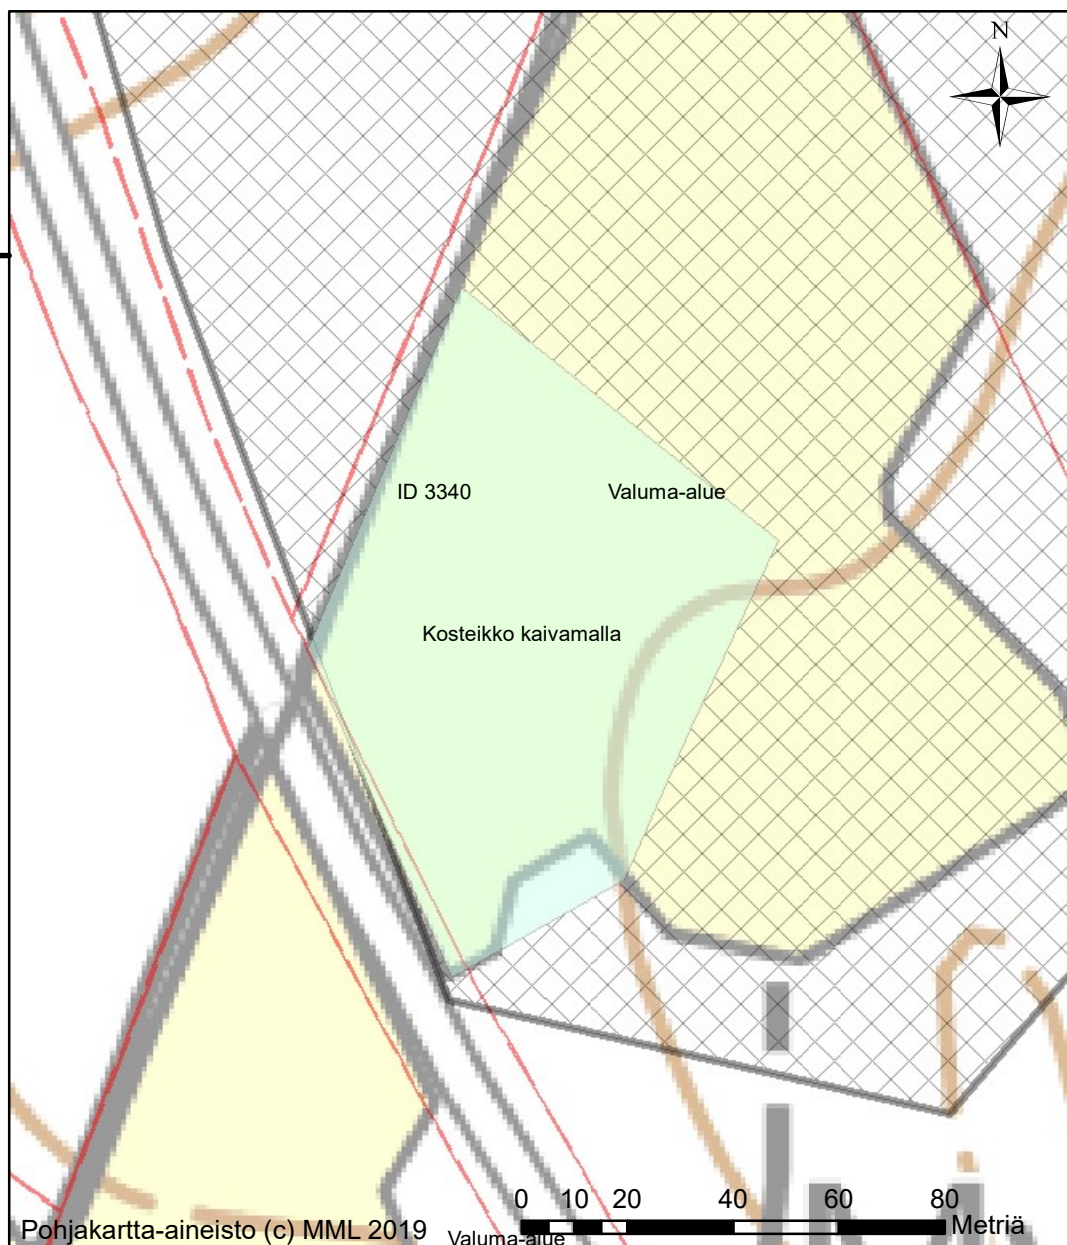 N
ID 3340 Valuma-alue
Kosteikko kaivamalla
0 10 20 40 60 80
Metriä
Pohjakartta-aineisto (c) MML 2019
Valuma-alue